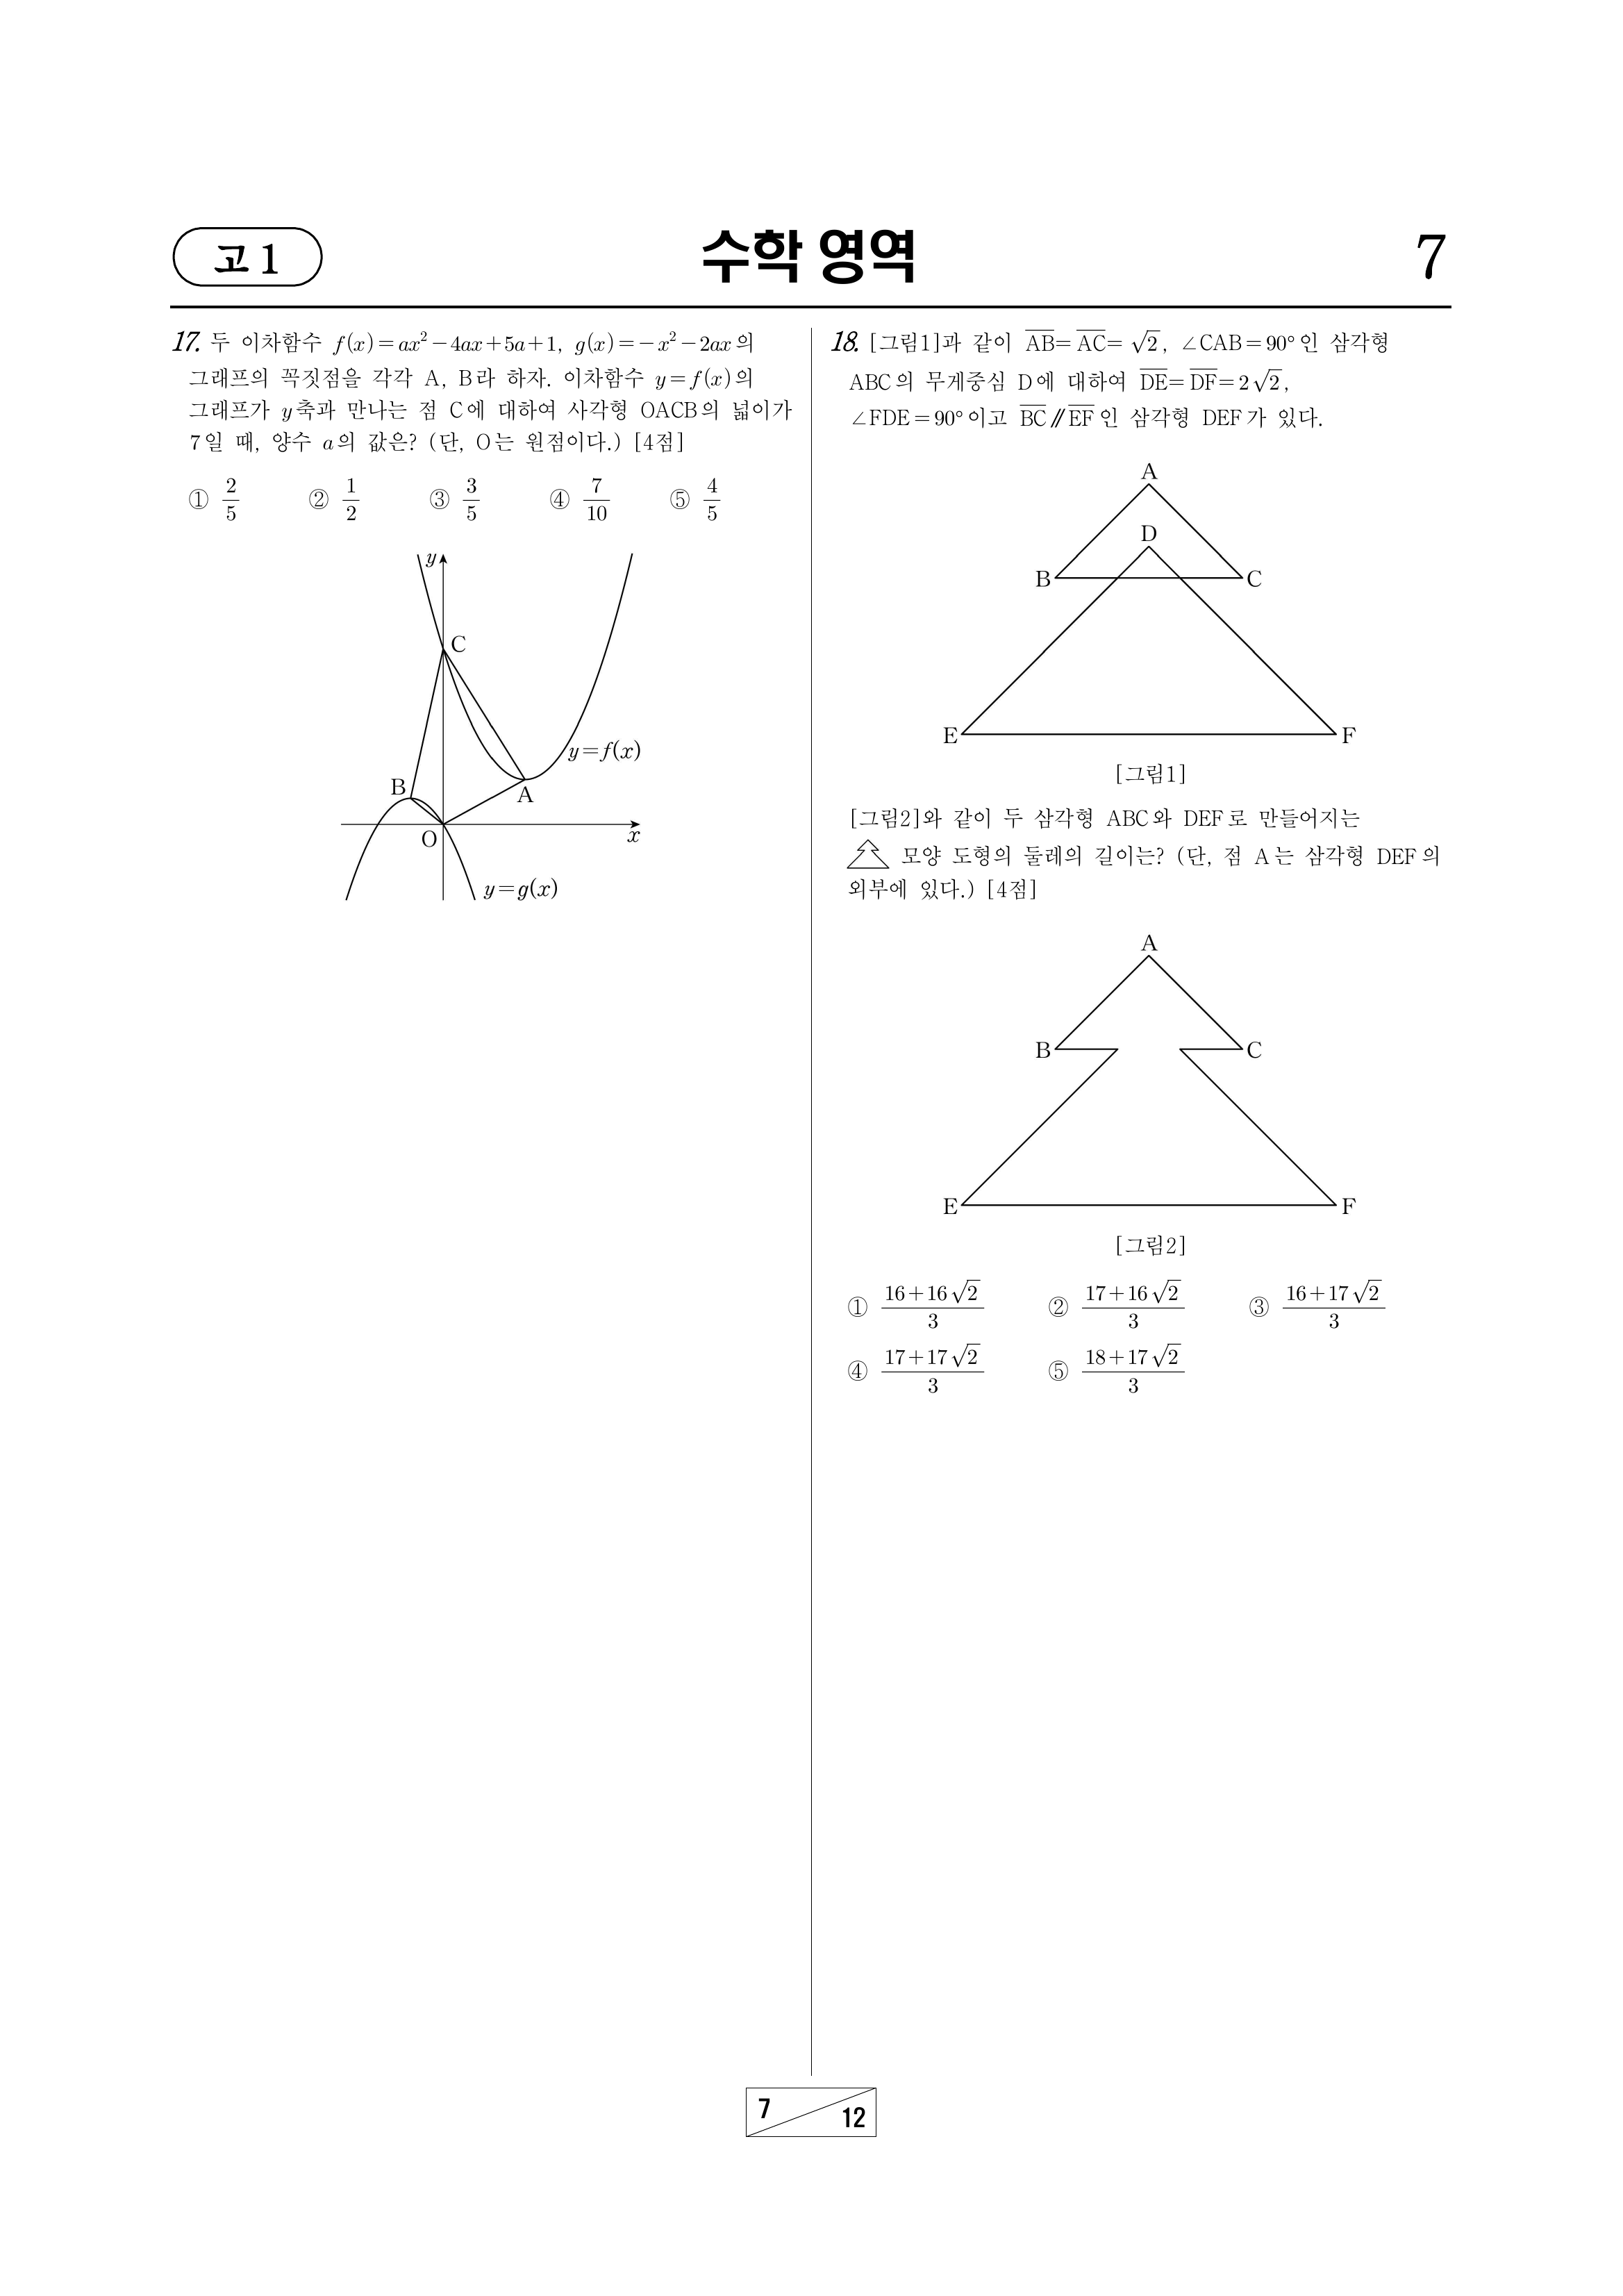 고 1
수학 영역
7
17. 두 이차함수 f(x)=ax²-4ax+5a+1, g(x)=-x²-2ax의
그래프의 꼭짓점을 각각 A, B라 하자. 이차함수 y=f(x)의
그래프가 y축과 만나는 점 C에 대하여 사각형 OACB의 넓이가
7일 때, 양수 a의 값은? (단, O는 원점이다.) [4점]
① 2/5 ② 1/2 ③ 3/5 ④ 7/10 ⑤ 4/5
y
C
y=f(x)
B
A
O
x
y=g(x)
18. [그림1]과 같이 A̅B̅=A̅C̅=√2, ∠CAB=90°인 삼각형
ABC의 무게중심 D에 대하여 D̅E̅=D̅F̅=2√2,
∠FDE=90°이고 B̅C̅∥E̅F̅인 삼각형 DEF가 있다.
A
D
B
C
E
F
[그림1]
[그림2]와 같이 두 삼각형 ABC와 DEF로 만들어지는
모양 도형의 둘레의 길이는? (단, 점 A는 삼각형 DEF의
외부에 있다.) [4점]
A
B
C
E
F
[그림2]
① (16+16√2)/3 ② (17+16√2)/3 ③ (16+17√2)/3
④ (17+17√2)/3 ⑤ (18+17√2)/3
7
12